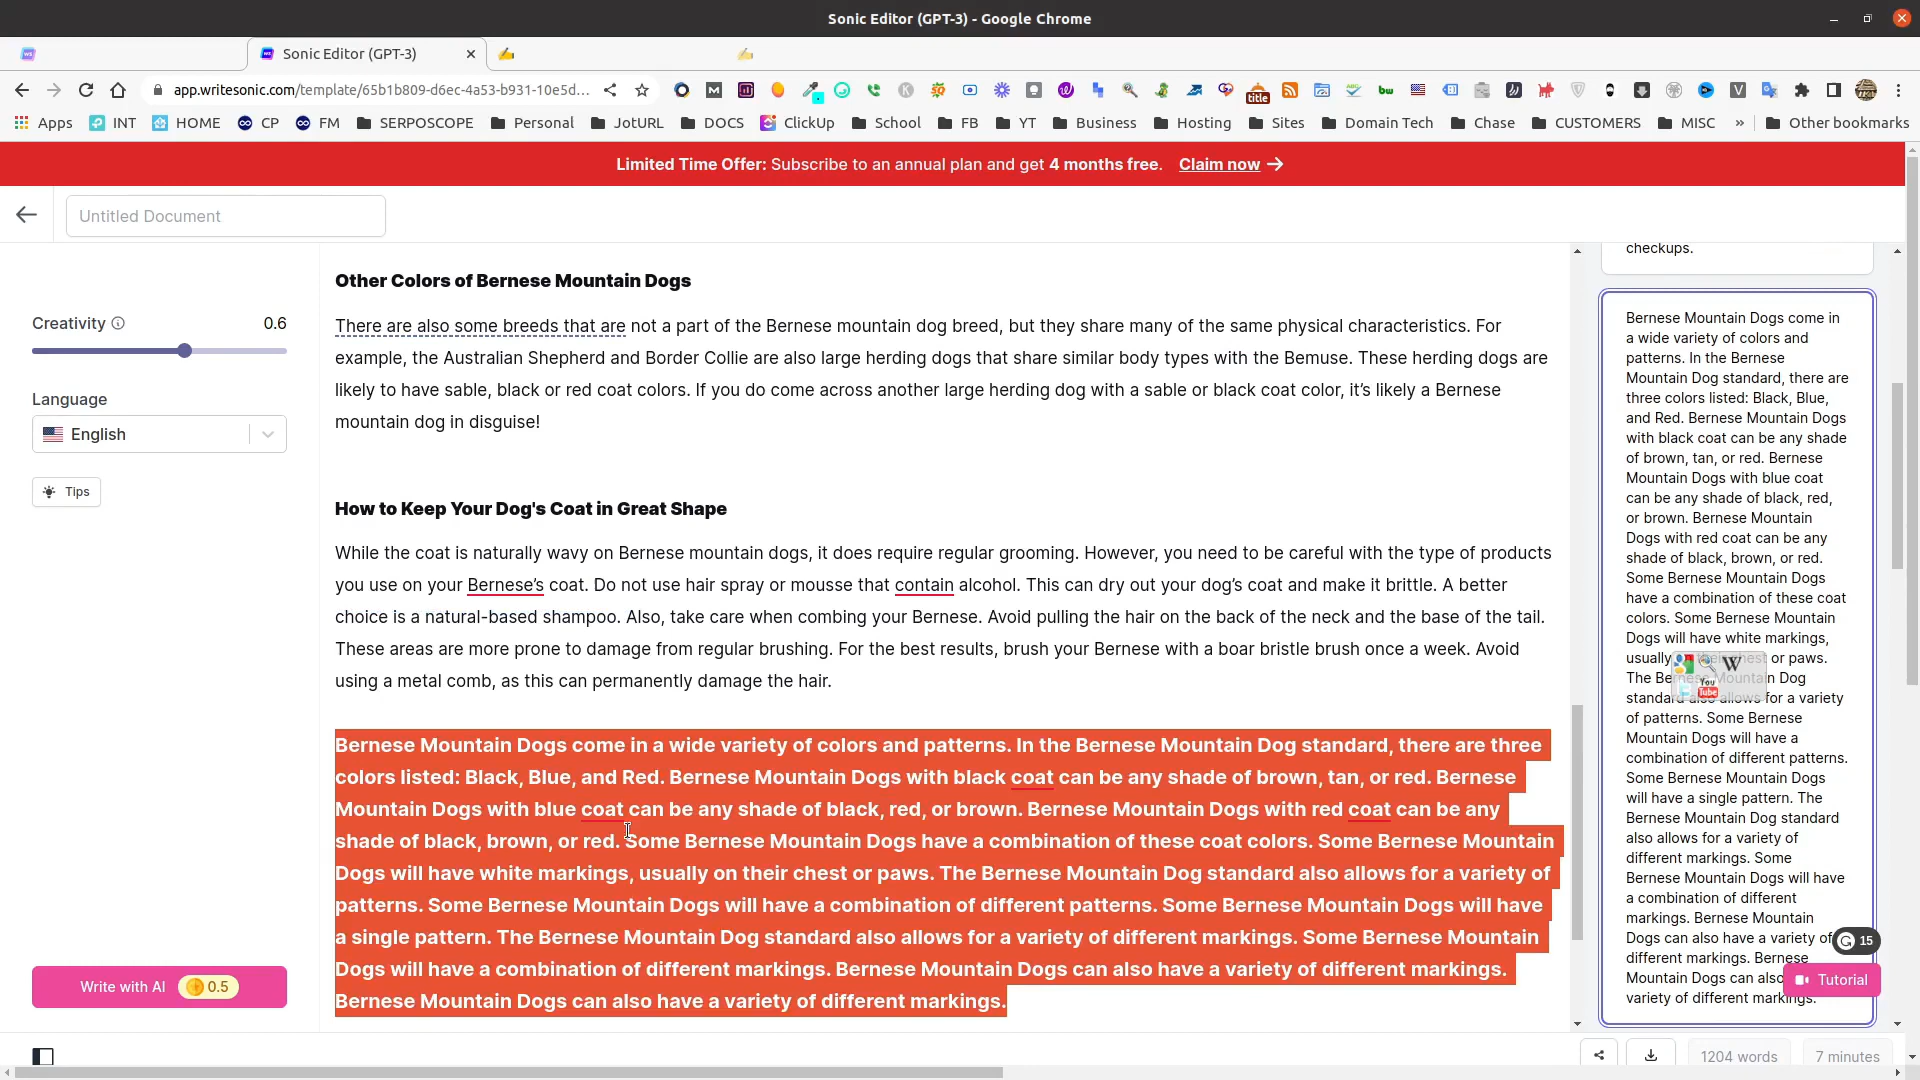 Sonic Editor (GPT-3) - Google Chrome
Sonic Editor (GPT-3)
app.writesonic.com/template/65b1b809-d6ec-4a53-b931-10e5d...
Apps INT HOME CP FM SERPOSCOPE Personal JotURL DOCS ClickUp School FB YT Business Hosting Sites Domain Tech Chase CUSTOMERS MISC » Other bookmarks
Limited Time Offer: Subscribe to an annual plan and get 4 months free. Claim now →
Untitled Document
Creativity 0.6
Language
English
Tips
Write with AI 0.5
Other Colors of Bernese Mountain Dogs
There are also some breeds that are not a part of the Bernese mountain dog breed, but they share many of the same physical characteristics. For
example, the Australian Shepherd and Border Collie are also large herding dogs that share similar body types with the Bemuse. These herding dogs are
likely to have sable, black or red coat colors. If you do come across another large herding dog with a sable or black coat color, it’s likely a Bernese
mountain dog in disguise!
How to Keep Your Dog's Coat in Great Shape
While the coat is naturally wavy on Bernese mountain dogs, it does require regular grooming. However, you need to be careful with the type of products
you use on your Bernese’s coat. Do not use hair spray or mousse that contain alcohol. This can dry out your dog’s coat and make it brittle. A better
choice is a natural-based shampoo. Also, take care when combing your Bernese. Avoid pulling the hair on the back of the neck and the base of the tail.
These areas are more prone to damage from regular brushing. For the best results, brush your Bernese with a boar bristle brush once a week. Avoid
using a metal comb, as this can permanently damage the hair.
Bernese Mountain Dogs come in a wide variety of colors and patterns. In the Bernese Mountain Dog standard, there are three
colors listed: Black, Blue, and Red. Bernese Mountain Dogs with black coat can be any shade of brown, tan, or red. Bernese
Mountain Dogs with blue coat can be any shade of black, red, or brown. Bernese Mountain Dogs with red coat can be any
shade of black, brown, or red. Some Bernese Mountain Dogs have a combination of these coat colors. Some Bernese Mountain
Dogs will have white markings, usually on their chest or paws. The Bernese Mountain Dog standard also allows for a variety of
patterns. Some Bernese Mountain Dogs will have a combination of different patterns. Some Bernese Mountain Dogs will have
a single pattern. The Bernese Mountain Dog standard also allows for a variety of different markings. Some Bernese Mountain
Dogs will have a combination of different markings. Bernese Mountain Dogs can also have a variety of different markings.
Bernese Mountain Dogs can also have a variety of different markings.
checkups.
Bernese Mountain Dogs come in
a wide variety of colors and
patterns. In the Bernese
Mountain Dog standard, there are
three colors listed: Black, Blue,
and Red. Bernese Mountain Dogs
with black coat can be any shade
of brown, tan, or red. Bernese
Mountain Dogs with blue coat
can be any shade of black, red,
or brown. Bernese Mountain
Dogs with red coat can be any
shade of black, brown, or red.
Some Bernese Mountain Dogs
have a combination of these coat
colors. Some Bernese Mountain
Dogs will have white markings,
usually or paws.
The Bernese Mountain Dog
standard also allows for a variety
of patterns. Some Bernese
Mountain Dogs will have a
combination of different patterns.
Some Bernese Mountain Dogs
will have a single pattern. The
Bernese Mountain Dog standard
also allows for a variety of
different markings. Some
Bernese Mountain Dogs will have
a combination of different
markings. Bernese Mountain
Dogs can also have a variety of
different markings. Bernese
Mountain Dogs can also
variety of different markings.
15
Tutorial
1204 words
7 minutes